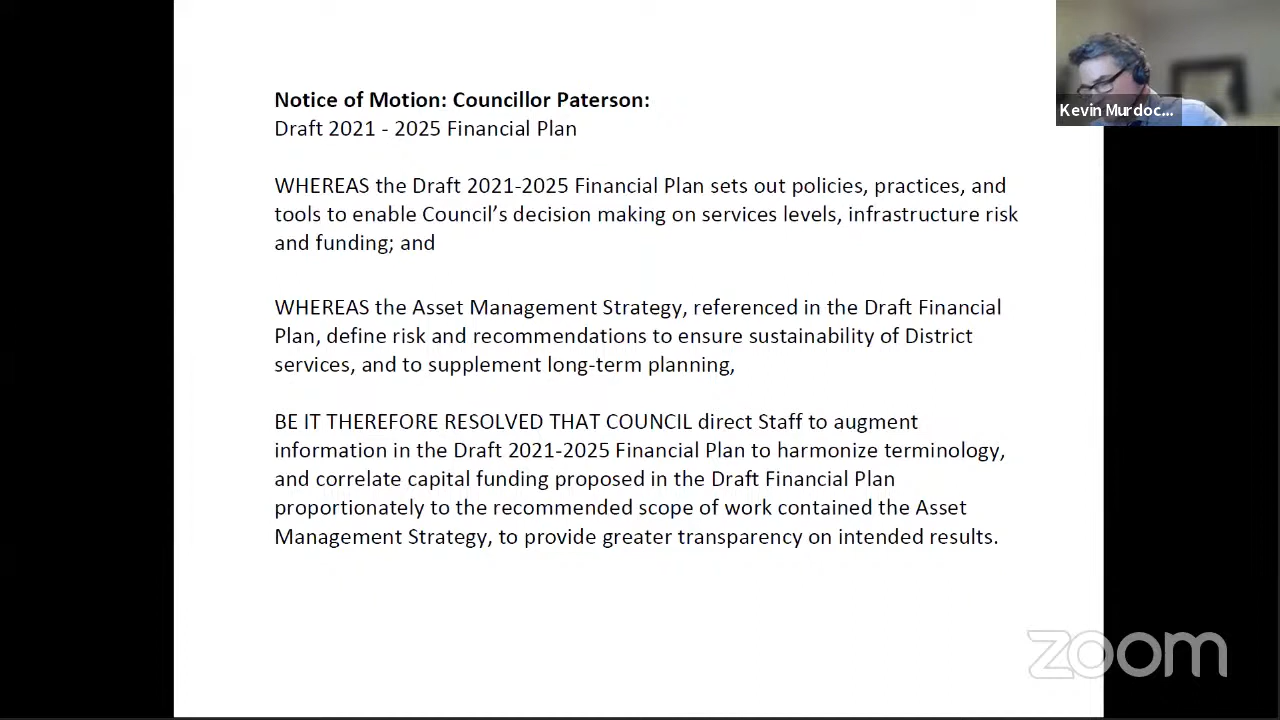 Notice of Motion: Councillor Paterson:
Draft 2021 - 2025 Financial Plan
WHEREAS the Draft 2021-2025 Financial Plan sets out policies, practices, and
tools to enable Council’s decision making on services levels, infrastructure risk
and funding; and
WHEREAS the Asset Management Strategy, referenced in the Draft Financial
Plan, define risk and recommendations to ensure sustainability of District
services, and to supplement long-term planning,
BE IT THEREFORE RESOLVED THAT COUNCIL direct Staff to augment
information in the Draft 2021-2025 Financial Plan to harmonize terminology,
and correlate capital funding proposed in the Draft Financial Plan
proportionately to the recommended scope of work contained the Asset
Management Strategy, to provide greater transparency on intended results.
Kevin Murdoc...
zoom